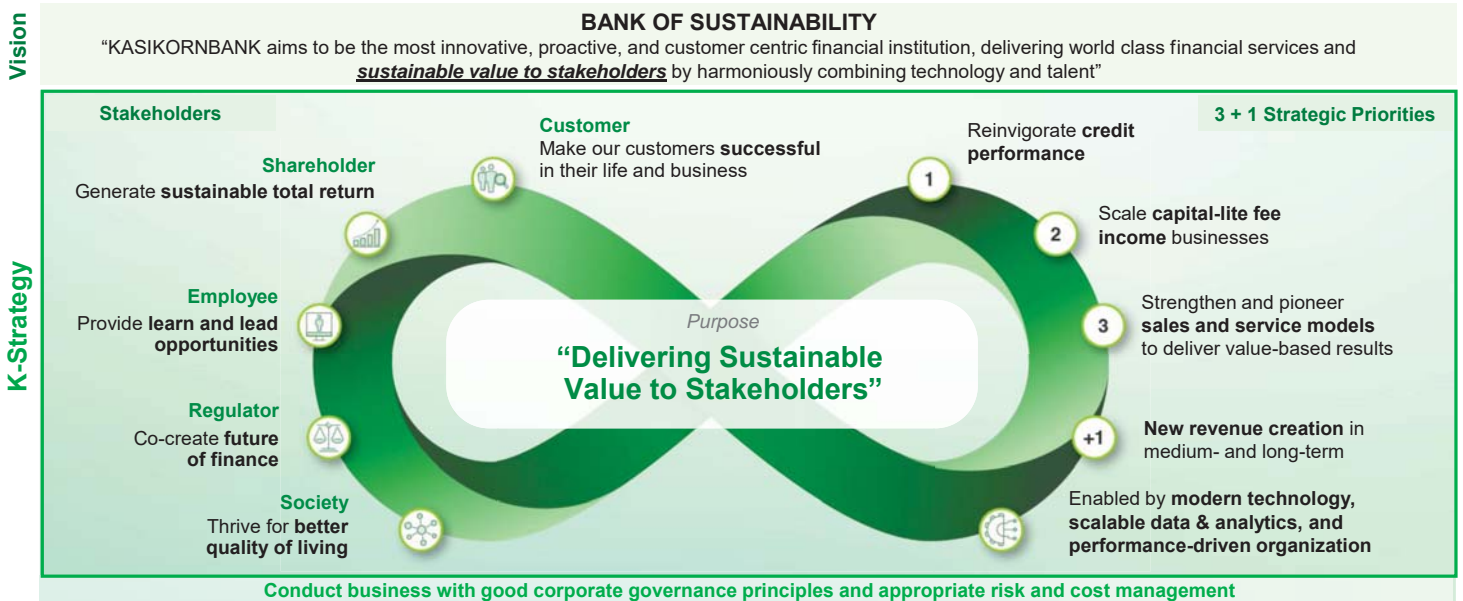 Vision
BANK OF SUSTAINABILITY
“KASIKORNBANK aims to be the most innovative, proactive, and customer centric financial institution, delivering world class financial services and
sustainable value to stakeholders by harmoniously combining technology and talent”
K-Strategy
Stakeholders
Customer
Make our customers successful
in their life and business
Shareholder
Generate sustainable total return
Employee
Provide learn and lead
opportunities
Regulator
Co-create future
of finance
Society
Thrive for better
quality of living
Purpose
“Delivering Sustainable
Value to Stakeholders”
3 + 1 Strategic Priorities
1
Reinvigorate credit
performance
2
Scale capital-lite fee
income businesses
3
Strengthen and pioneer
sales and service models
to deliver value-based results
+1
New revenue creation in
medium- and long-term
Enabled by modern technology,
scalable data & analytics, and
performance-driven organization
Conduct business with good corporate governance principles and appropriate risk and cost management